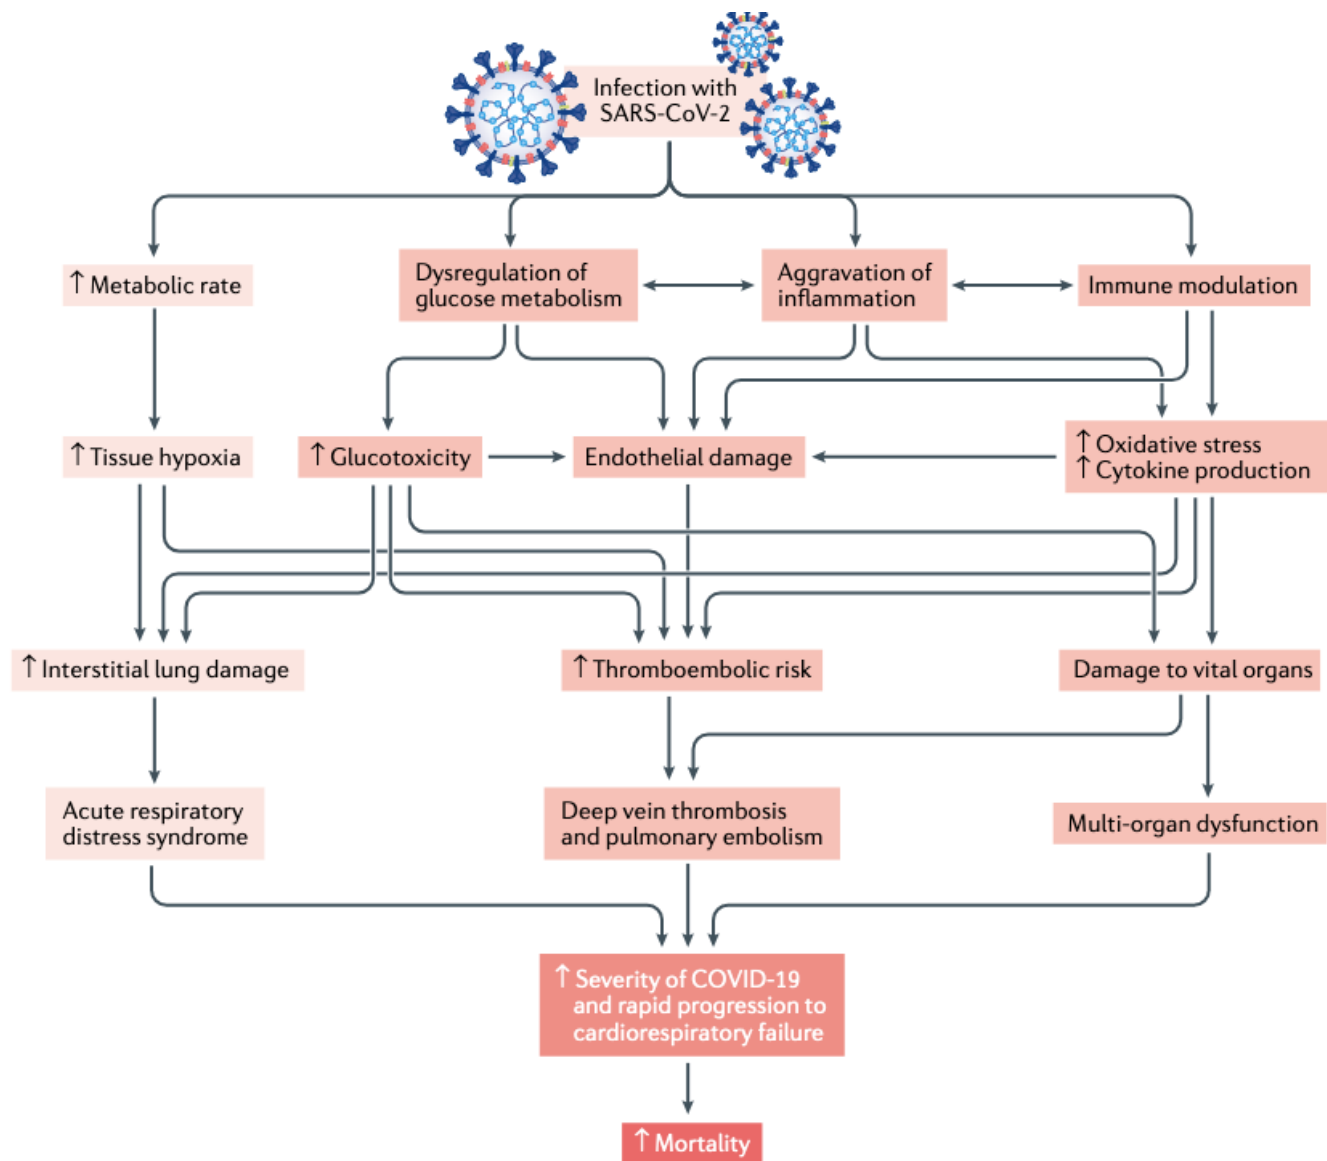 Infection with
SARS-CoV-2
↑ Metabolic rate
Dysregulation of
glucose metabolism
Aggravation of
inflammation
Immune modulation
↑ Tissue hypoxia
↑ Glucotoxicity
Endothelial damage
↑ Oxidative stress
↑ Cytokine production
↑ Interstitial lung damage
↑ Thromboembolic risk
Damage to vital organs
Acute respiratory
distress syndrome
Deep vein thrombosis
and pulmonary embolism
Multi-organ dysfunction
↑ Severity of COVID-19
and rapid progression to
cardiorespiratory failure
↑ Mortality